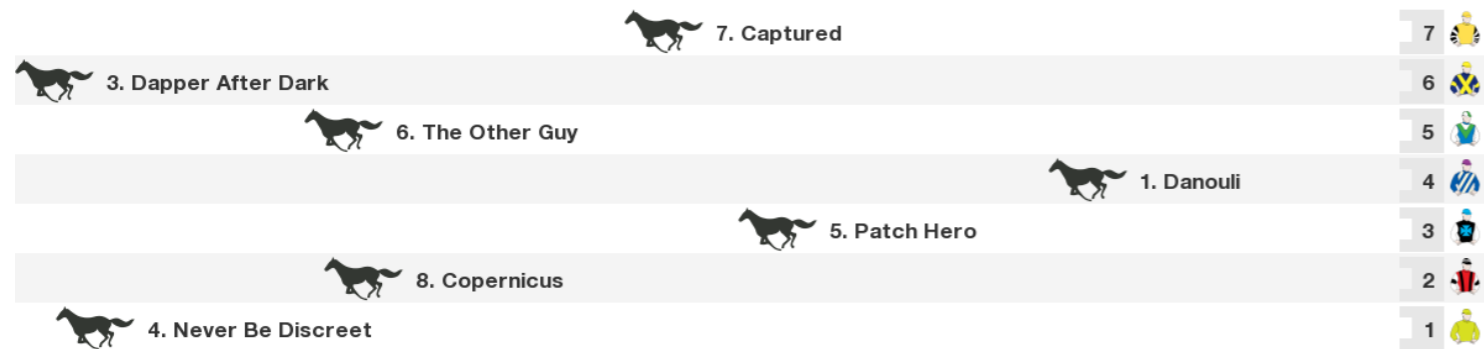 7. Captured 7
3. Dapper After Dark 6
6. The Other Guy 5
1. Danouli 4
5. Patch Hero 3
8. Copernicus 2
4. Never Be Discreet 1